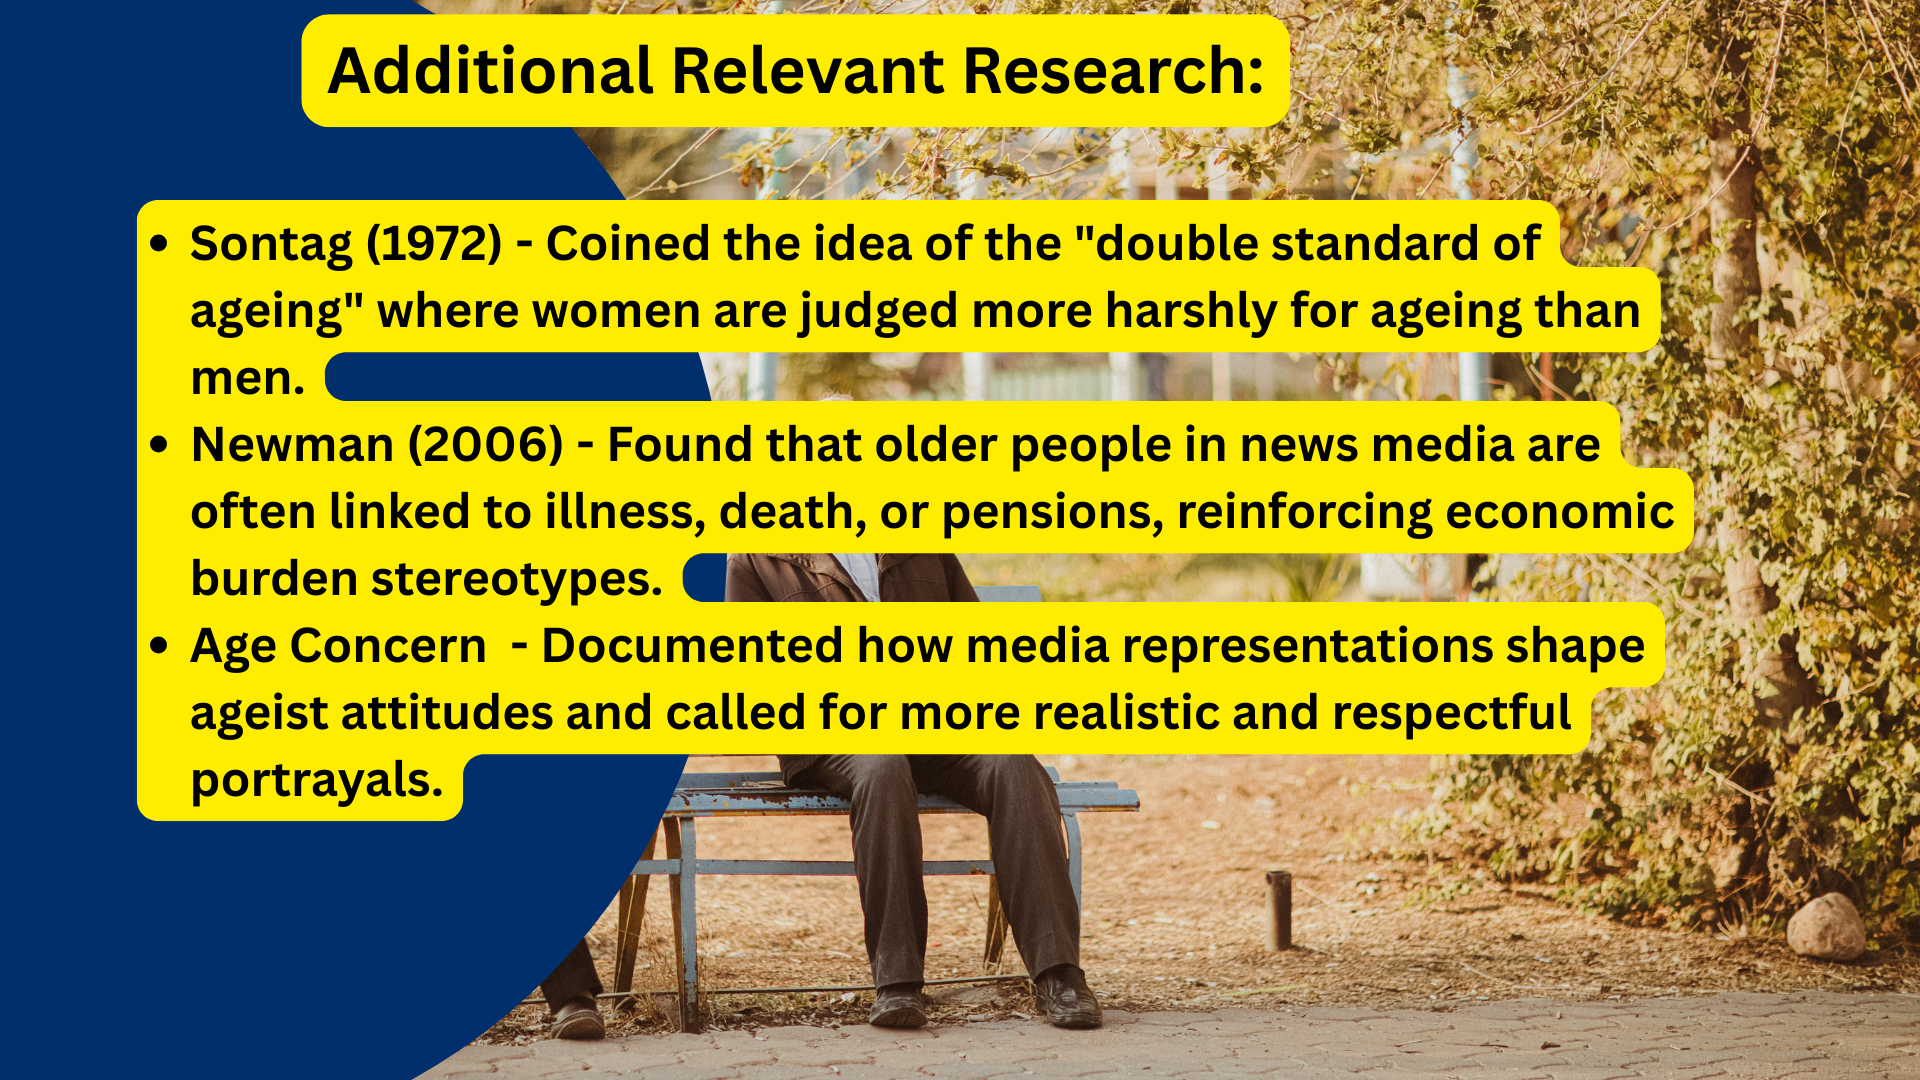 Additional Relevant Research:
• Sontag (1972) - Coined the idea of the "double standard of
ageing" where women are judged more harshly for ageing than
men.
• Newman (2006) - Found that older people in news media are
often linked to illness, death, or pensions, reinforcing economic
burden stereotypes.
• Age Concern  - Documented how media representations shape
ageist attitudes and called for more realistic and respectful
portrayals.